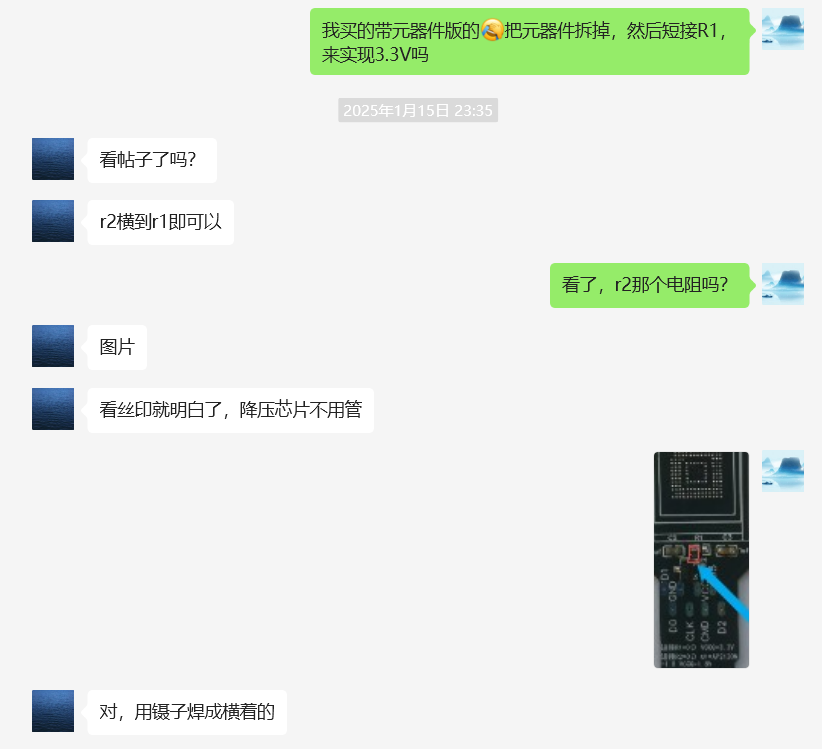 我买的带元器件版的😂把元器件拆掉，然后短接R1，
来实现3.3V吗
2025年1月15日 23:35
看帖子了吗？
r2横到r1即可以
看了，r2那个电阻吗？
图片
看丝印就明白了，降压芯片不用管
R1
D1
GND
D0
CLK
CMD
D2
对，用镊子焊成横着的